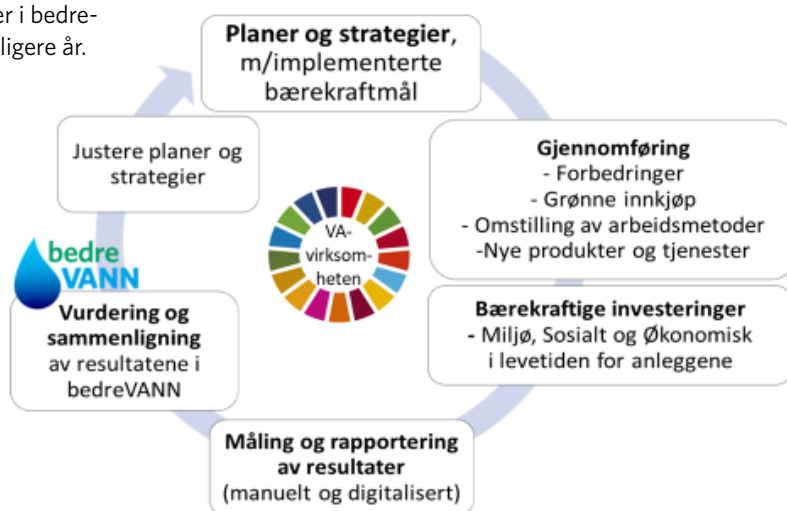 er i bedre-
ligere år.
Planer og strategier,
m/implementerte
bærekraftmål
Gjennomføring
- Forbedringer
- Grønne innkjøp
- Omstilling av arbeidsmetoder
-Nye produkter og tjenester
Bærekraftige investeringer
- Miljø, Sosialt og Økonomisk
i levetiden for anleggene
Måling og rapportering
av resultater
(manuelt og digitalisert)
bedre
VANN
Vurdering og
sammenligning
av resultatene i
bedreVANN
Justere planer og
strategier
VA-
virksom-
heten